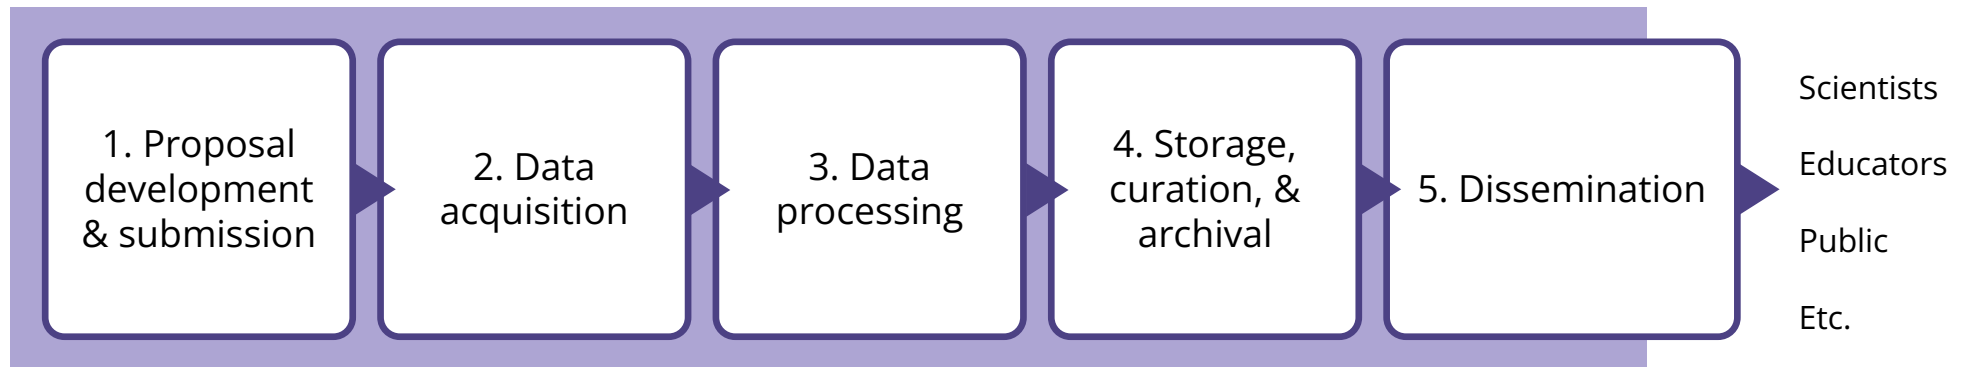 1. Proposal
development
& submission
2. Data
acquisition
3. Data
processing
4. Storage,
curation, &
archival
5. Dissemination
Scientists
Educators
Public
Etc.